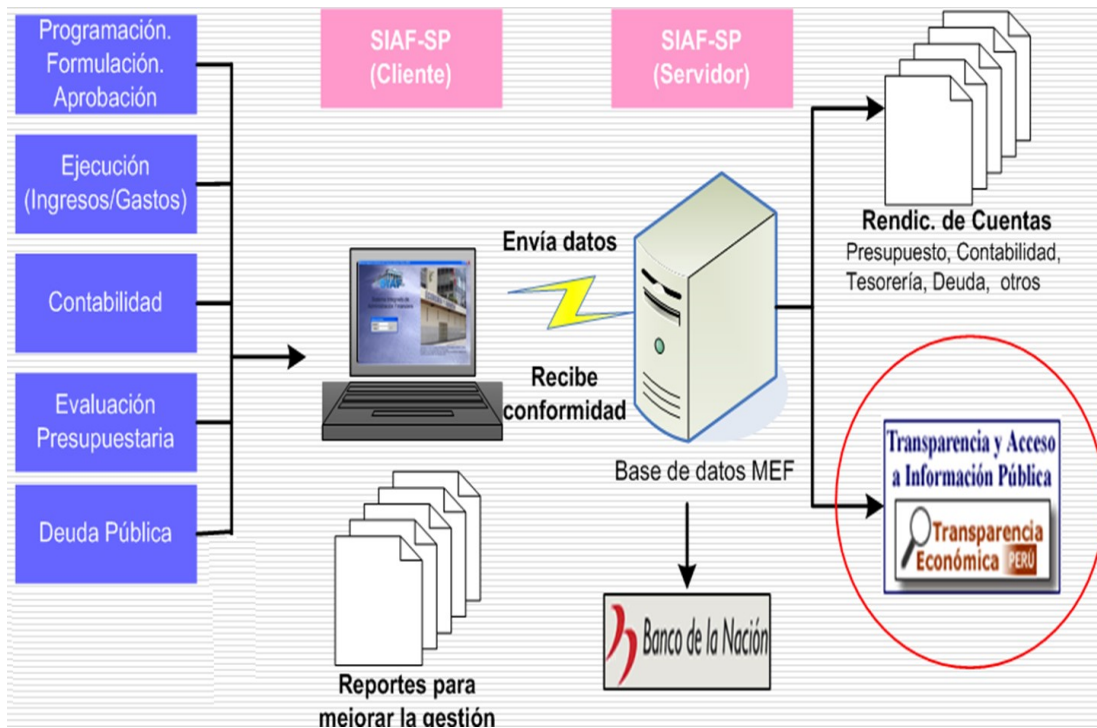 Programación.
Formulación.
Aprobación
Ejecución
(Ingresos/Gastos)
Contabilidad
Evaluación
Presupuestaria
Deuda Pública
SIAF-SP
(Cliente)
SIAF-SP
(Servidor)
Envía datos
Recibe
conformidad
Base de datos MEF
Banco de la Nación
Reportes para
mejorar la gestión
Rendic. de Cuentas
Presupuesto, Contabilidad,
Tesorería, Deuda, otros
Transparencia y Acceso
a Información Pública
Transparencia
Económica PERÚ